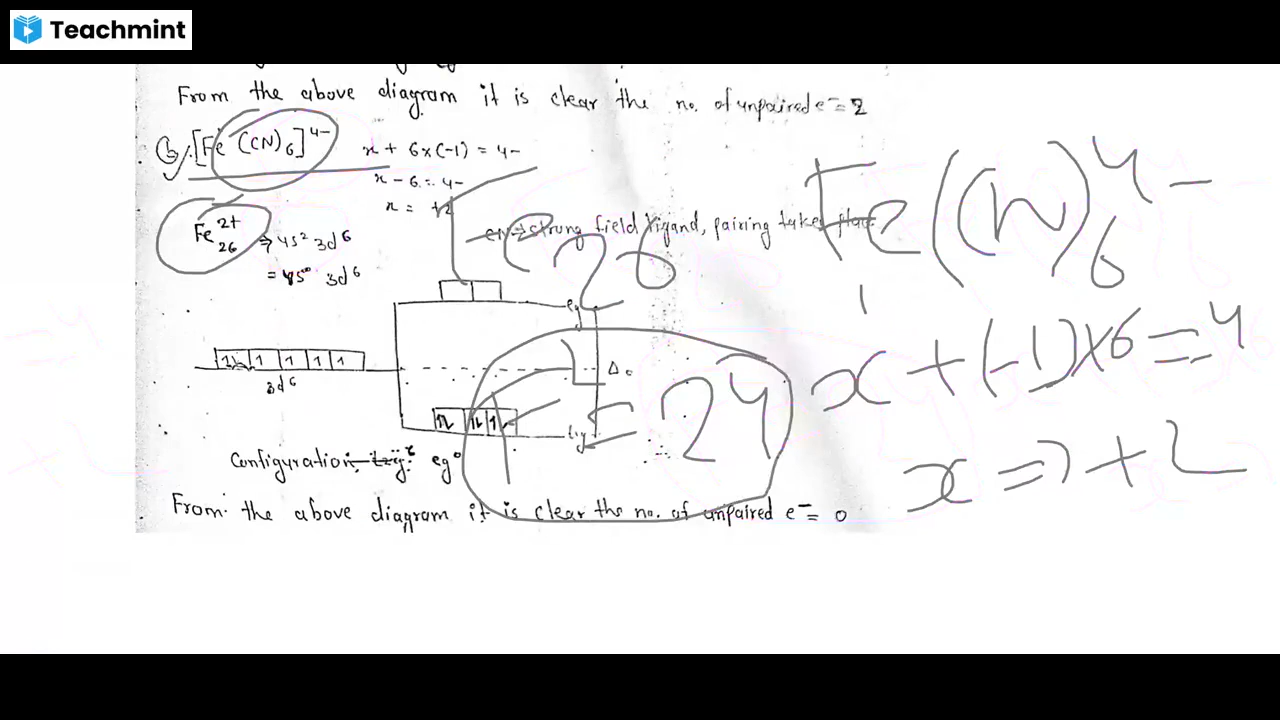 Teachmint
From the above diagram it is clear the no. of unpaired e⁻= 2
[Fe (CN)6]4- x + 6×(-1) = 4-
x - 6 = 4-
x = +2
Fe 2+ 26 ⇒ 4s² 3d⁶
= 4s⁰ 3d⁶
CN → strong field ligand, pairing takes place
eg
3d⁶
Δo
t2g
Configuration, t2g⁶ eg⁰
From the above diagram it is clear the no. of unpaired e⁻= 0
Fe(CN)6 4-
26
x + (-1)×6 = 4
= 24
x => +2